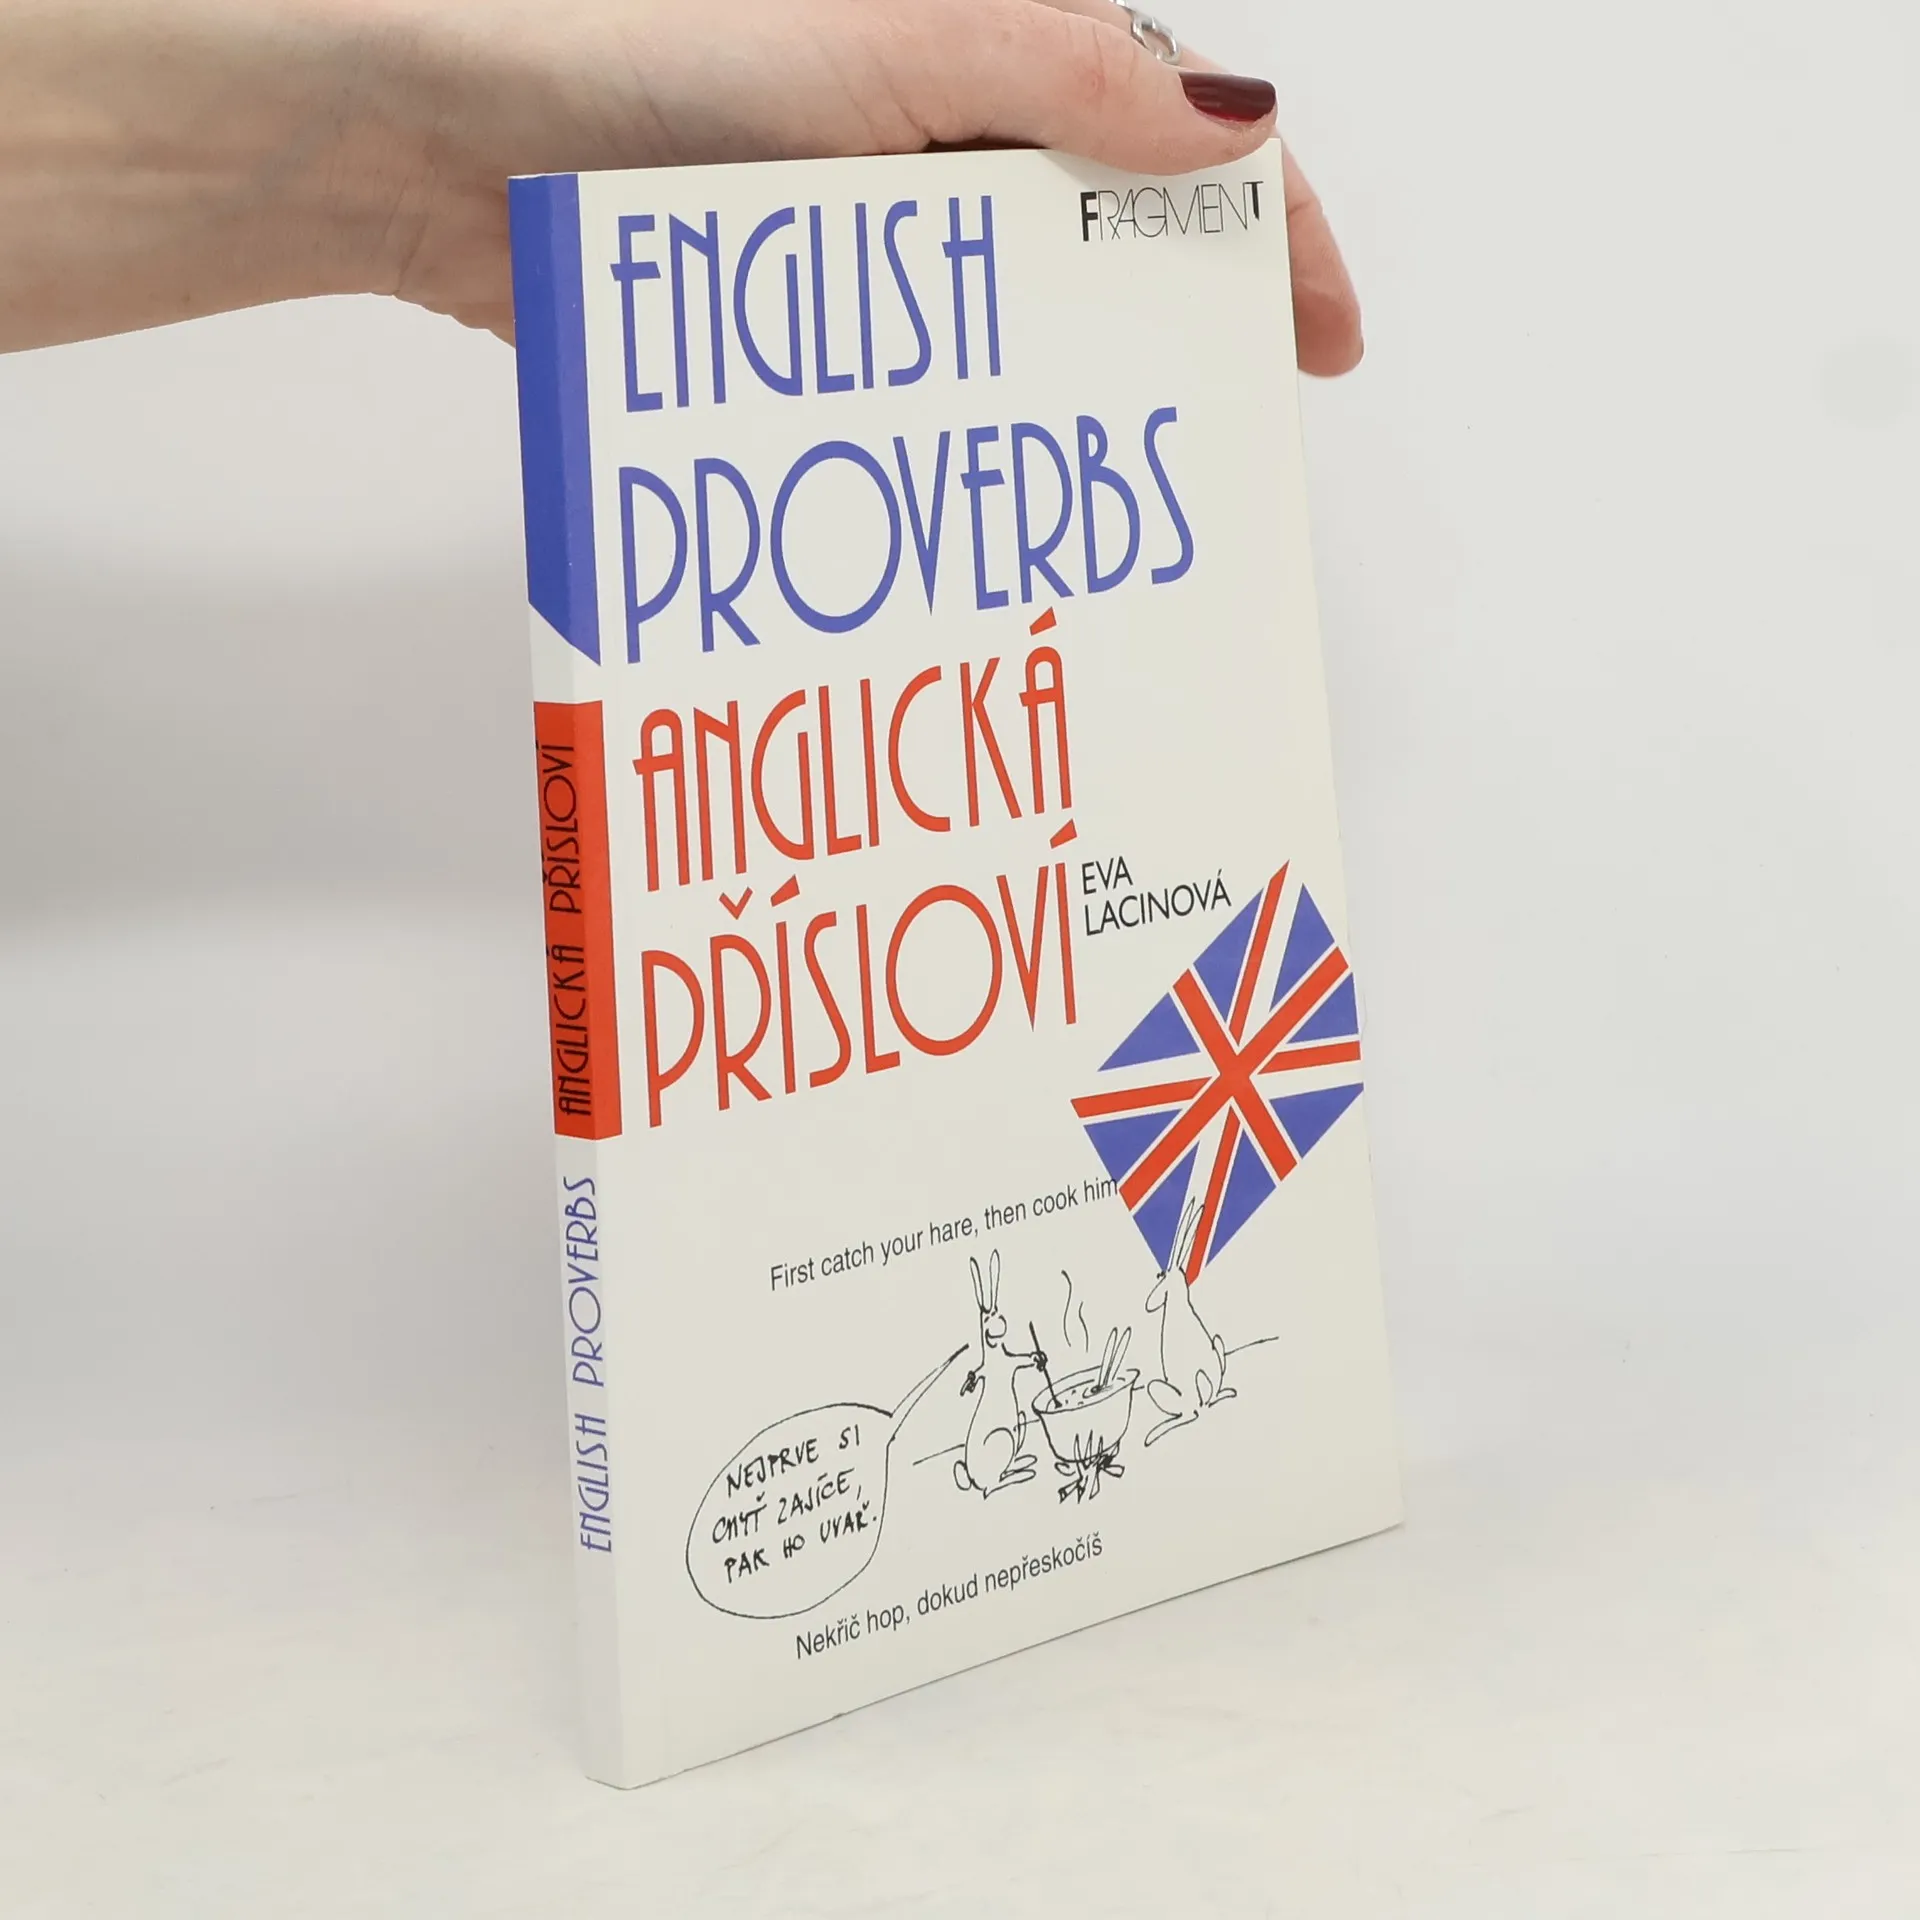 FRAGMENT
ENGLISH
PROVERBS
ANGLICKÁ
PŘÍSLOVÍ
EVA
LACINOVÁ
First catch your hare, then cook him
NEJPRVE SI
CHYŤ ZAJÍCE,
PAK HO UVAŘ.
Nekřič hop, dokud nepřeskočíš
ENGLISH PROVERBS ANGLICKÁ PŘÍSLOVÍ